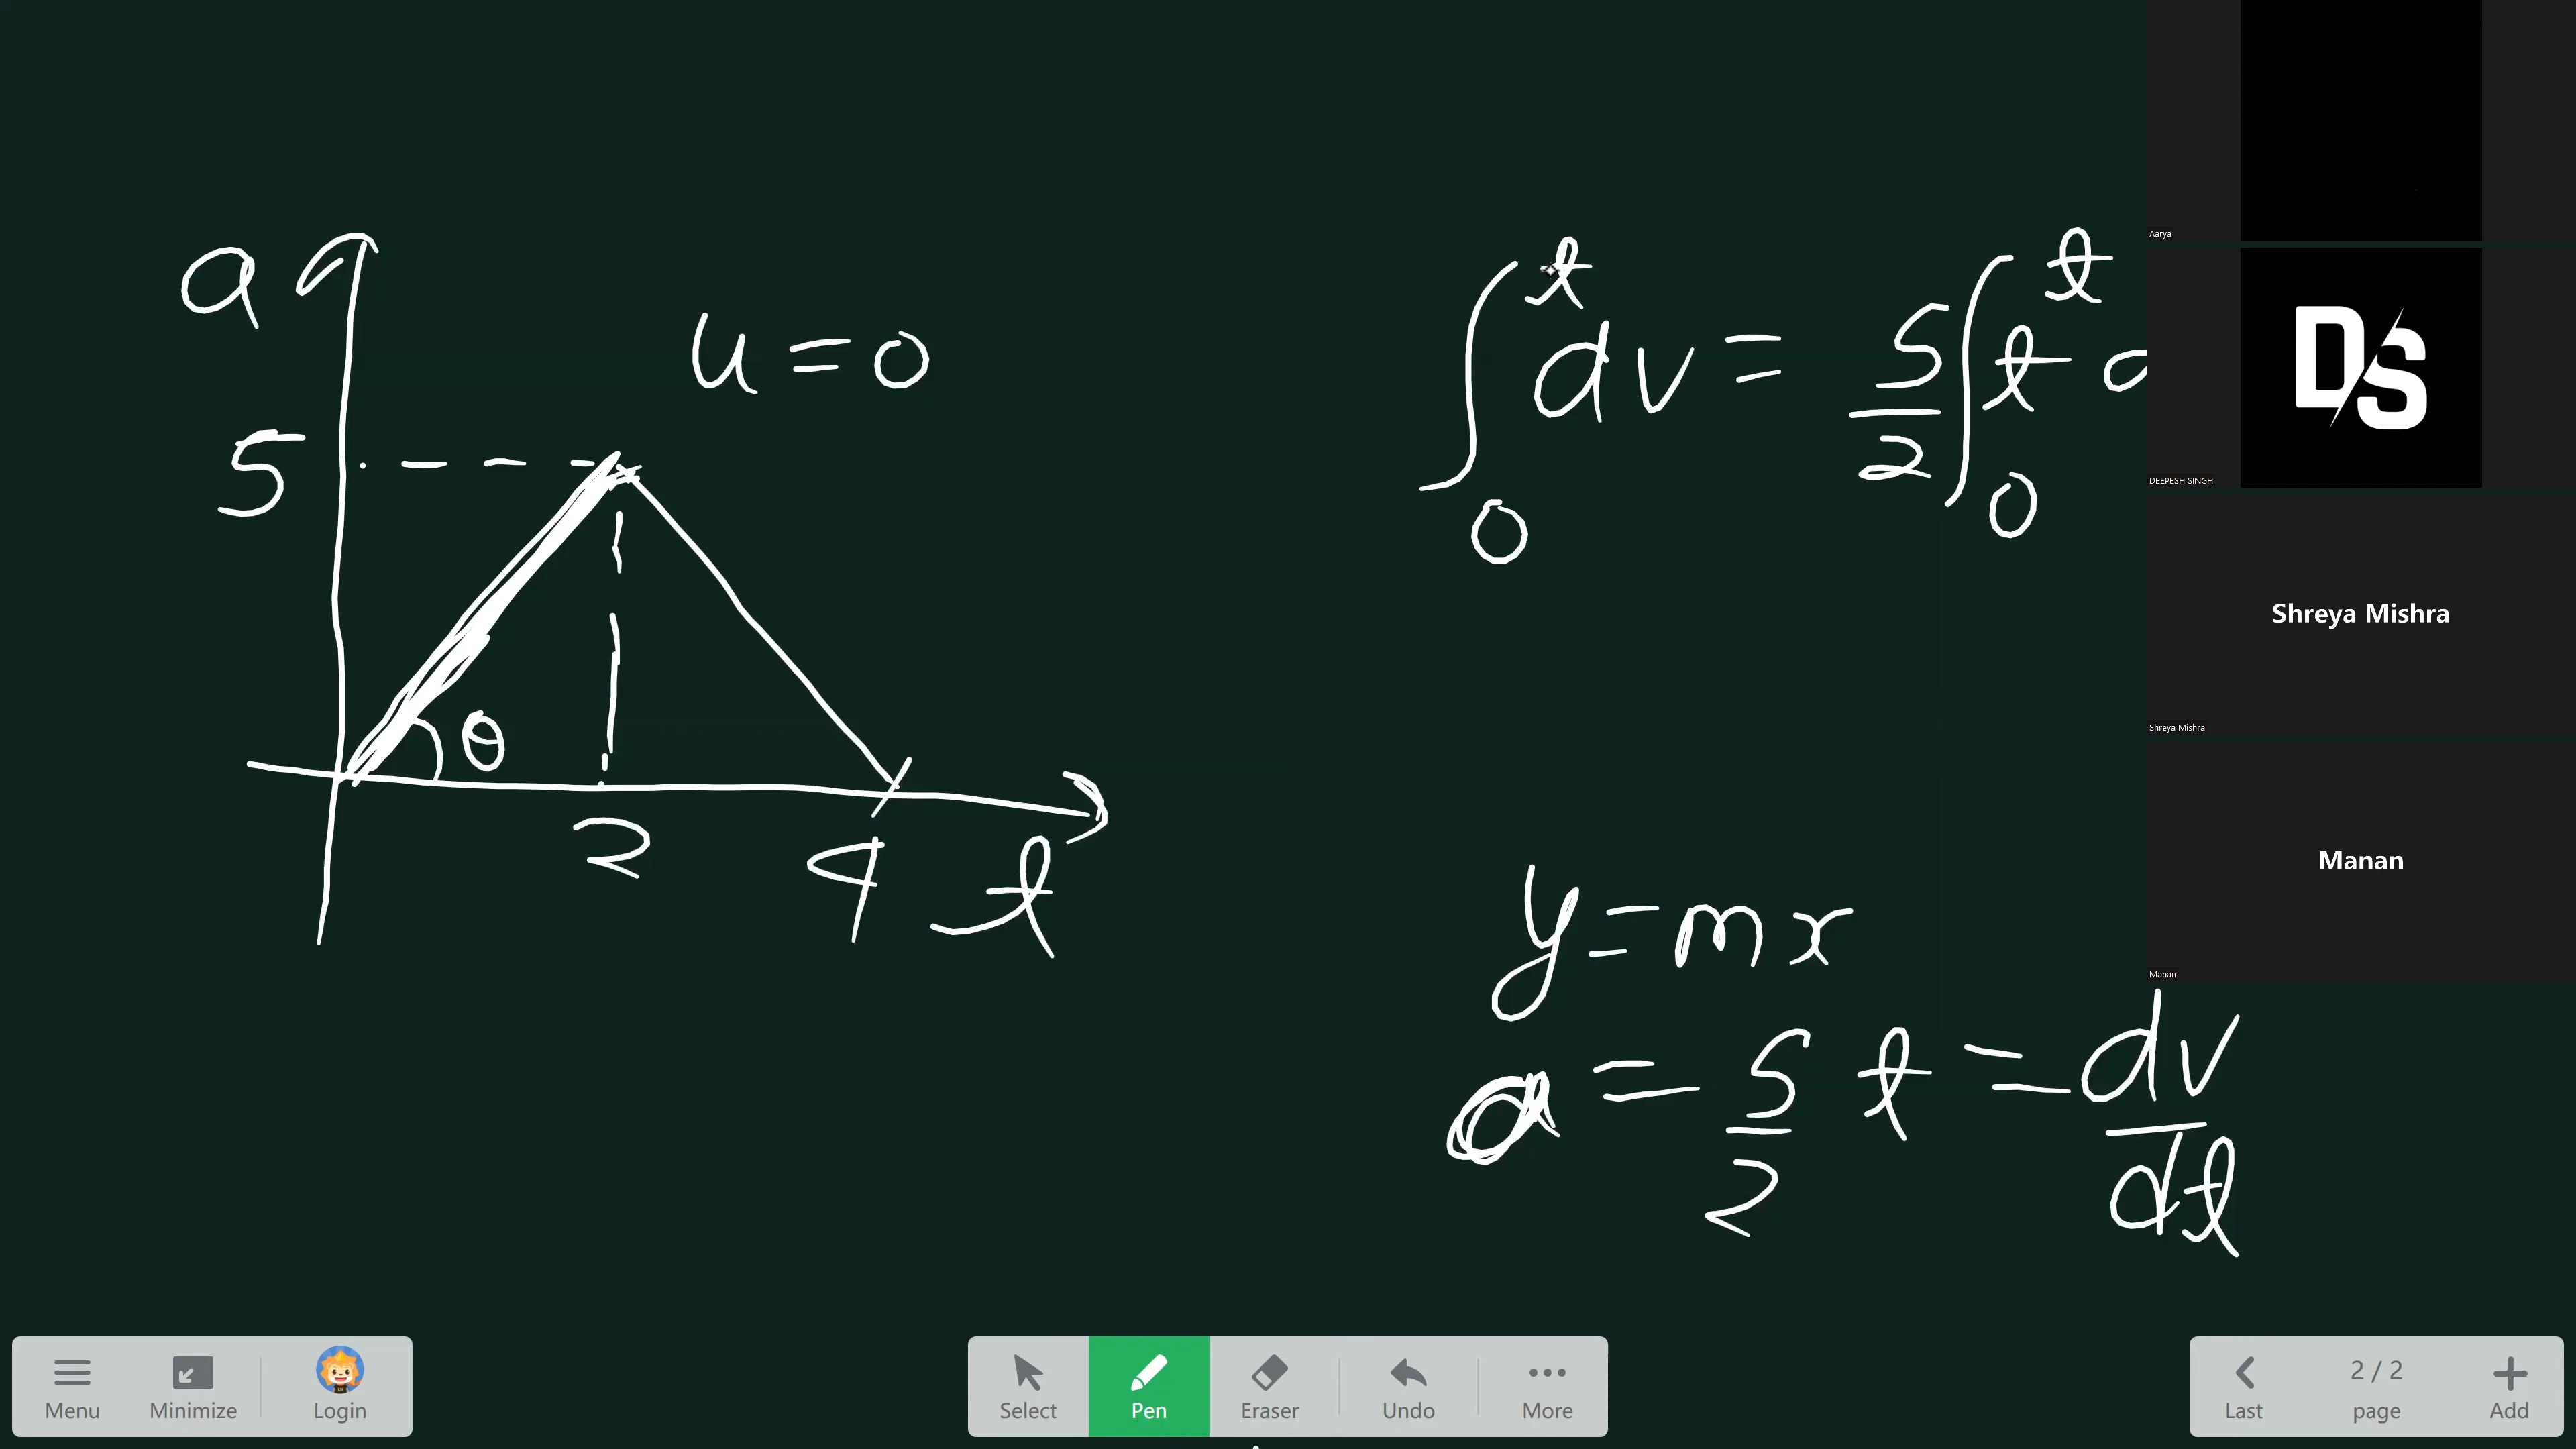 a
u = 0
5
θ
2
4
t
∫₀ᵗ dv = 5/2 ∫₀ᵗ t d
y = mx
a = 5/2 t = dv/dt
Aarya
DS
DEEPESH SINGH
Shreya Mishra
Shreya Mishra
Manan
Manan
Menu
Minimize
Login
Select
Pen
Eraser
Undo
More
Last
2 / 2
page
Add